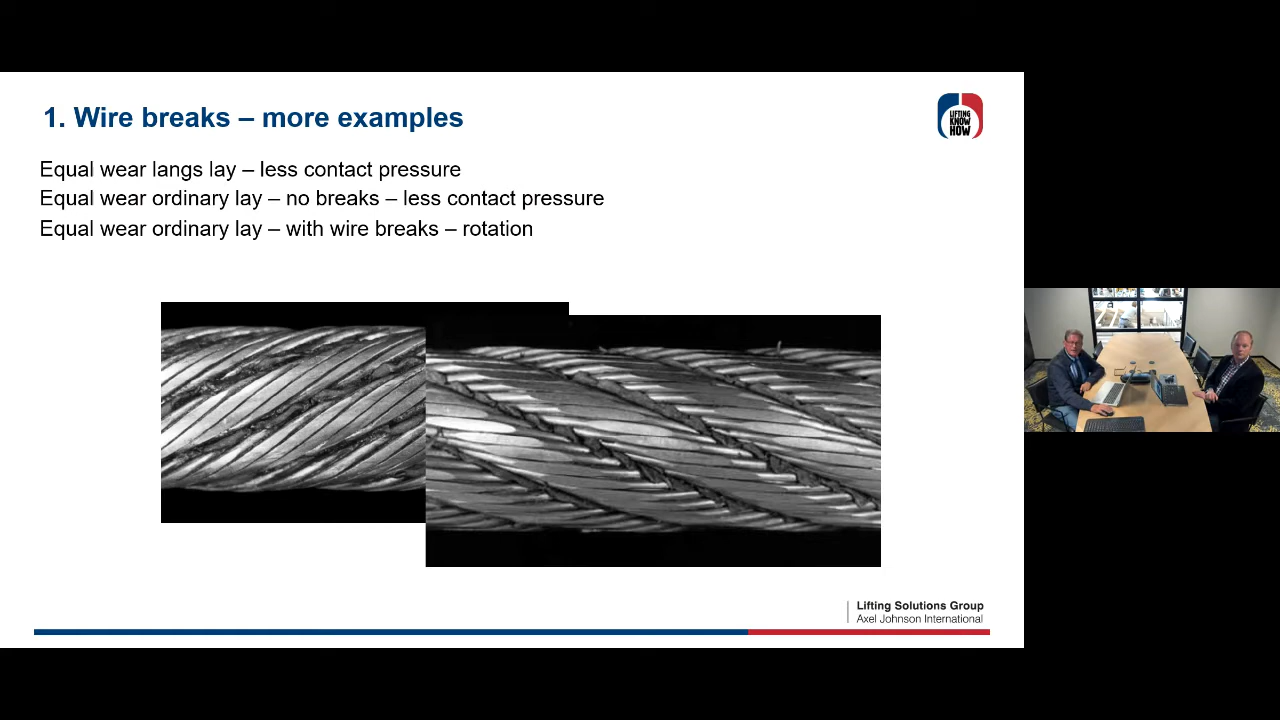 1. Wire breaks – more examples
LIFTING
KNOW
HOW
Equal wear langs lay – less contact pressure
Equal wear ordinary lay – no breaks – less contact pressure
Equal wear ordinary lay – with wire breaks – rotation
Lifting Solutions Group
Axel Johnson International